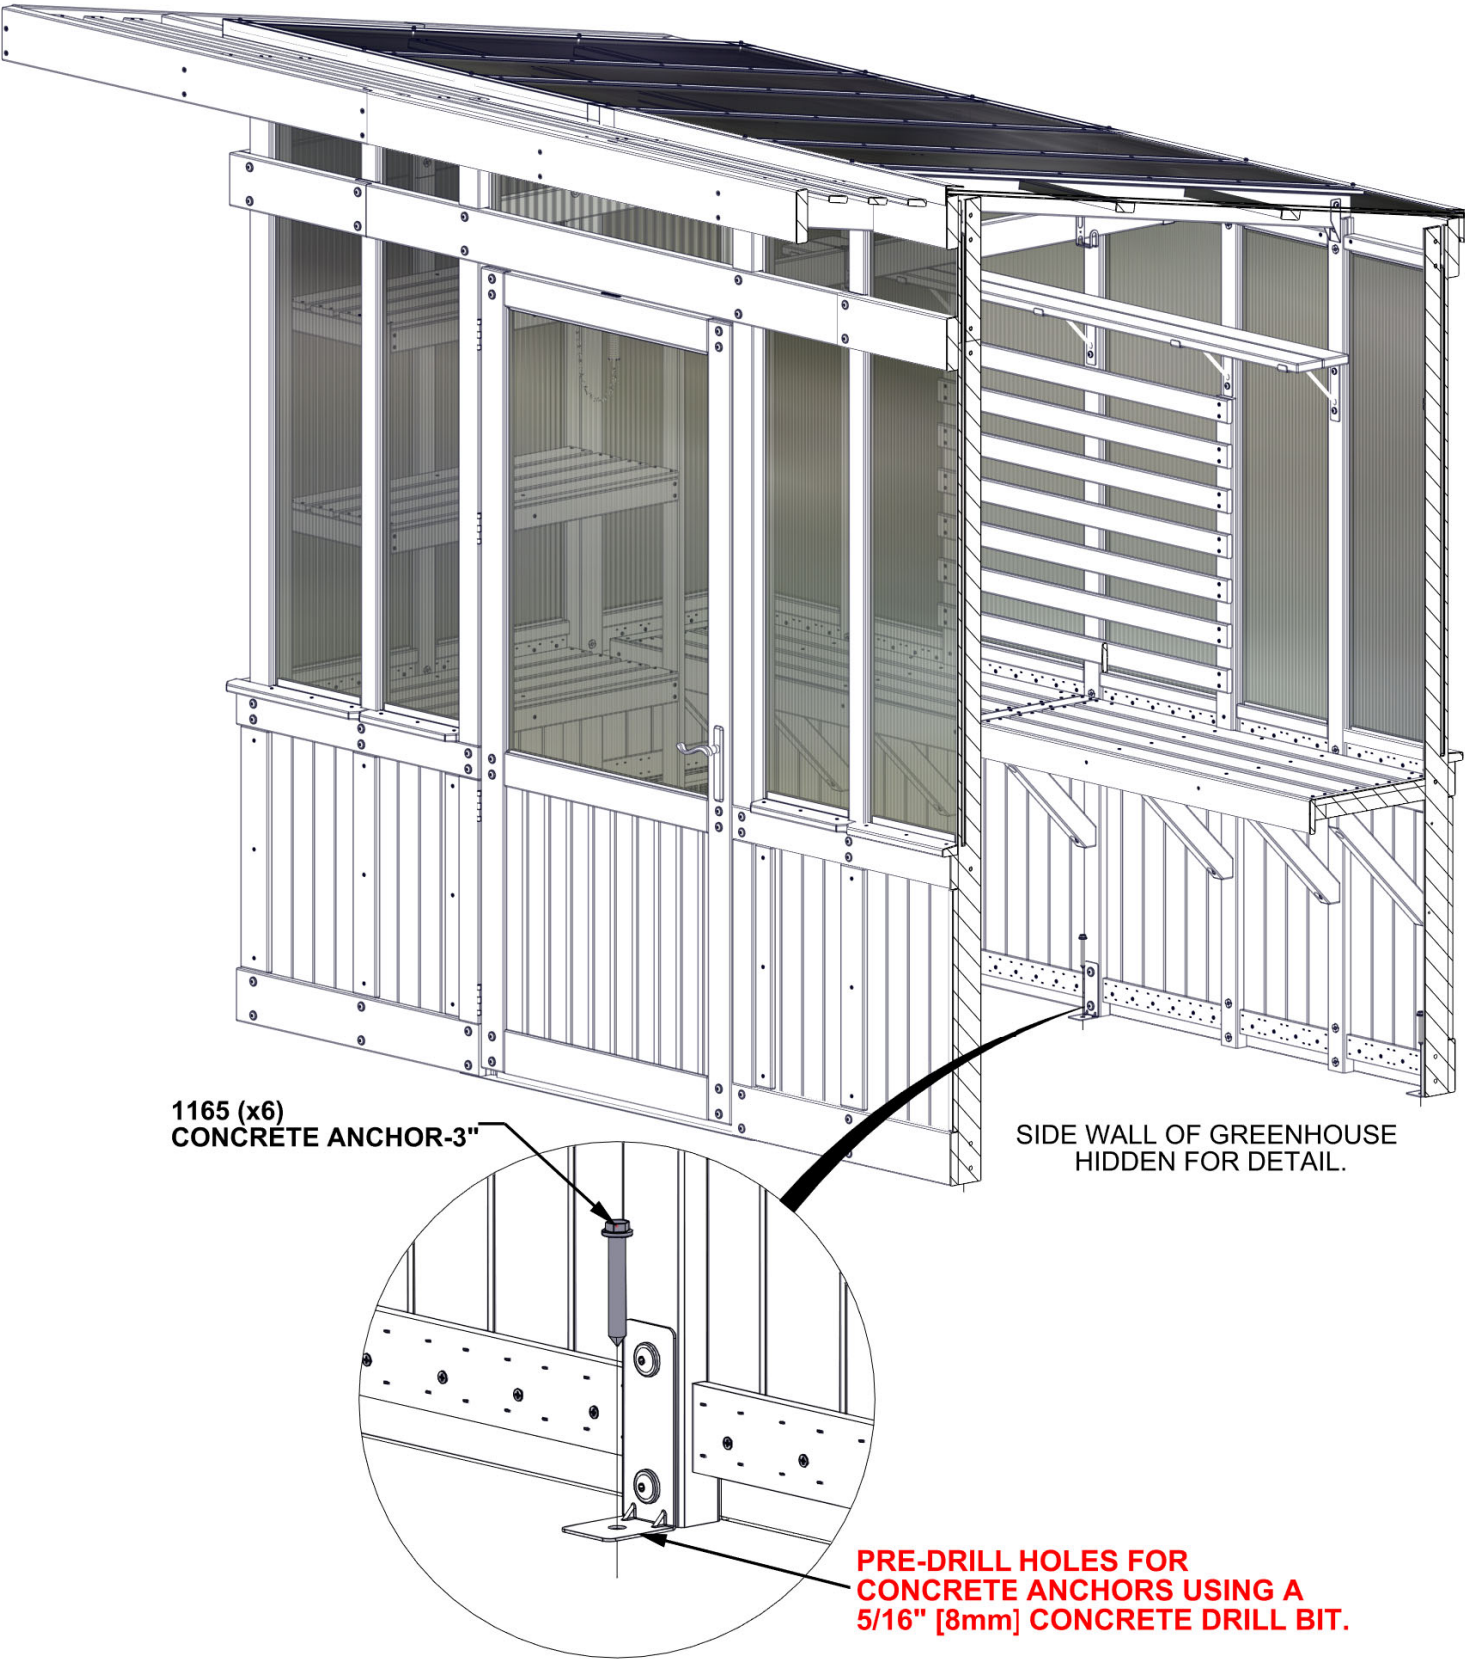 1165 (x6)
CONCRETE ANCHOR-3"
SIDE WALL OF GREENHOUSE
HIDDEN FOR DETAIL.
PRE-DRILL HOLES FOR
CONCRETE ANCHORS USING A
5/16" [8mm] CONCRETE DRILL BIT.